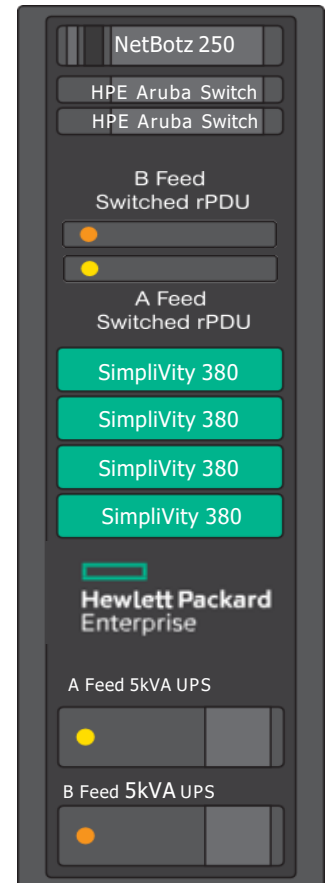 NetBotz 250
HPE Aruba Switch
HPE Aruba Switch
B Feed
Switched rPDU
A Feed
Switched rPDU
SimpliVity 380
SimpliVity 380
SimpliVity 380
SimpliVity 380
Hewlett Packard
Enterprise
A Feed 5kVA UPS
B Feed 5kVA UPS